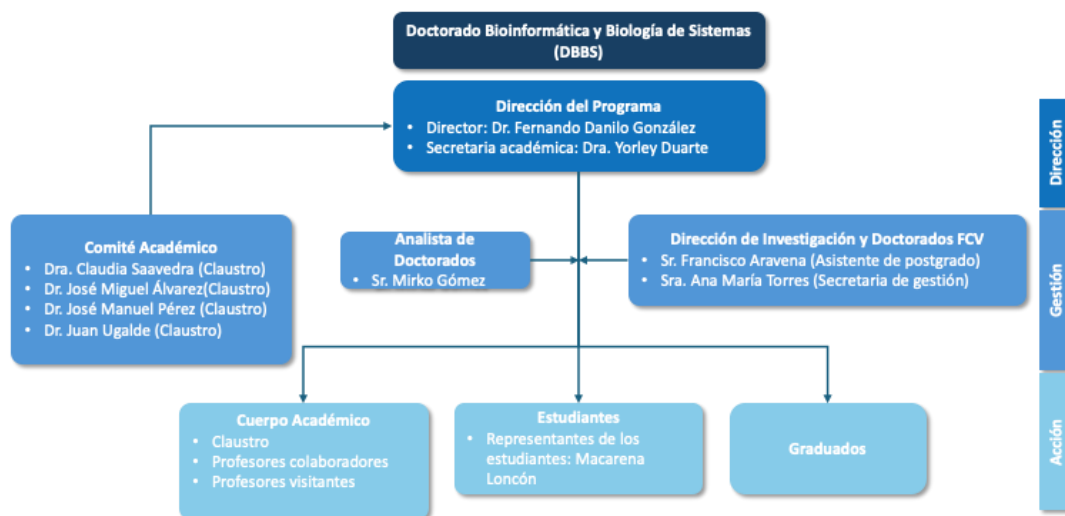 Doctorado Bioinformática y Biología de Sistemas
(DBBS)
Dirección del Programa
• Director: Dr. Fernando Danilo González
• Secretaria académica: Dra. Yorley Duarte
Dirección
Comité Académico
• Dra. Claudia Saavedra (Claustro)
• Dr. José Miguel Álvarez(Claustro)
• Dr. José Manuel Pérez (Claustro)
• Dr. Juan Ugalde (Claustro)
Analista de
Doctorados
• Sr. Mirko Gómez
Dirección de Investigación y Doctorados FCV
• Sr. Francisco Aravena (Asistente de postgrado)
• Sra. Ana María Torres (Secretaria de gestión)
Gestión
Cuerpo Académico
• Claustro
• Profesores colaboradores
• Profesores visitantes
Estudiantes
• Representantes de los
estudiantes: Macarena
Loncón
Graduados
Acción